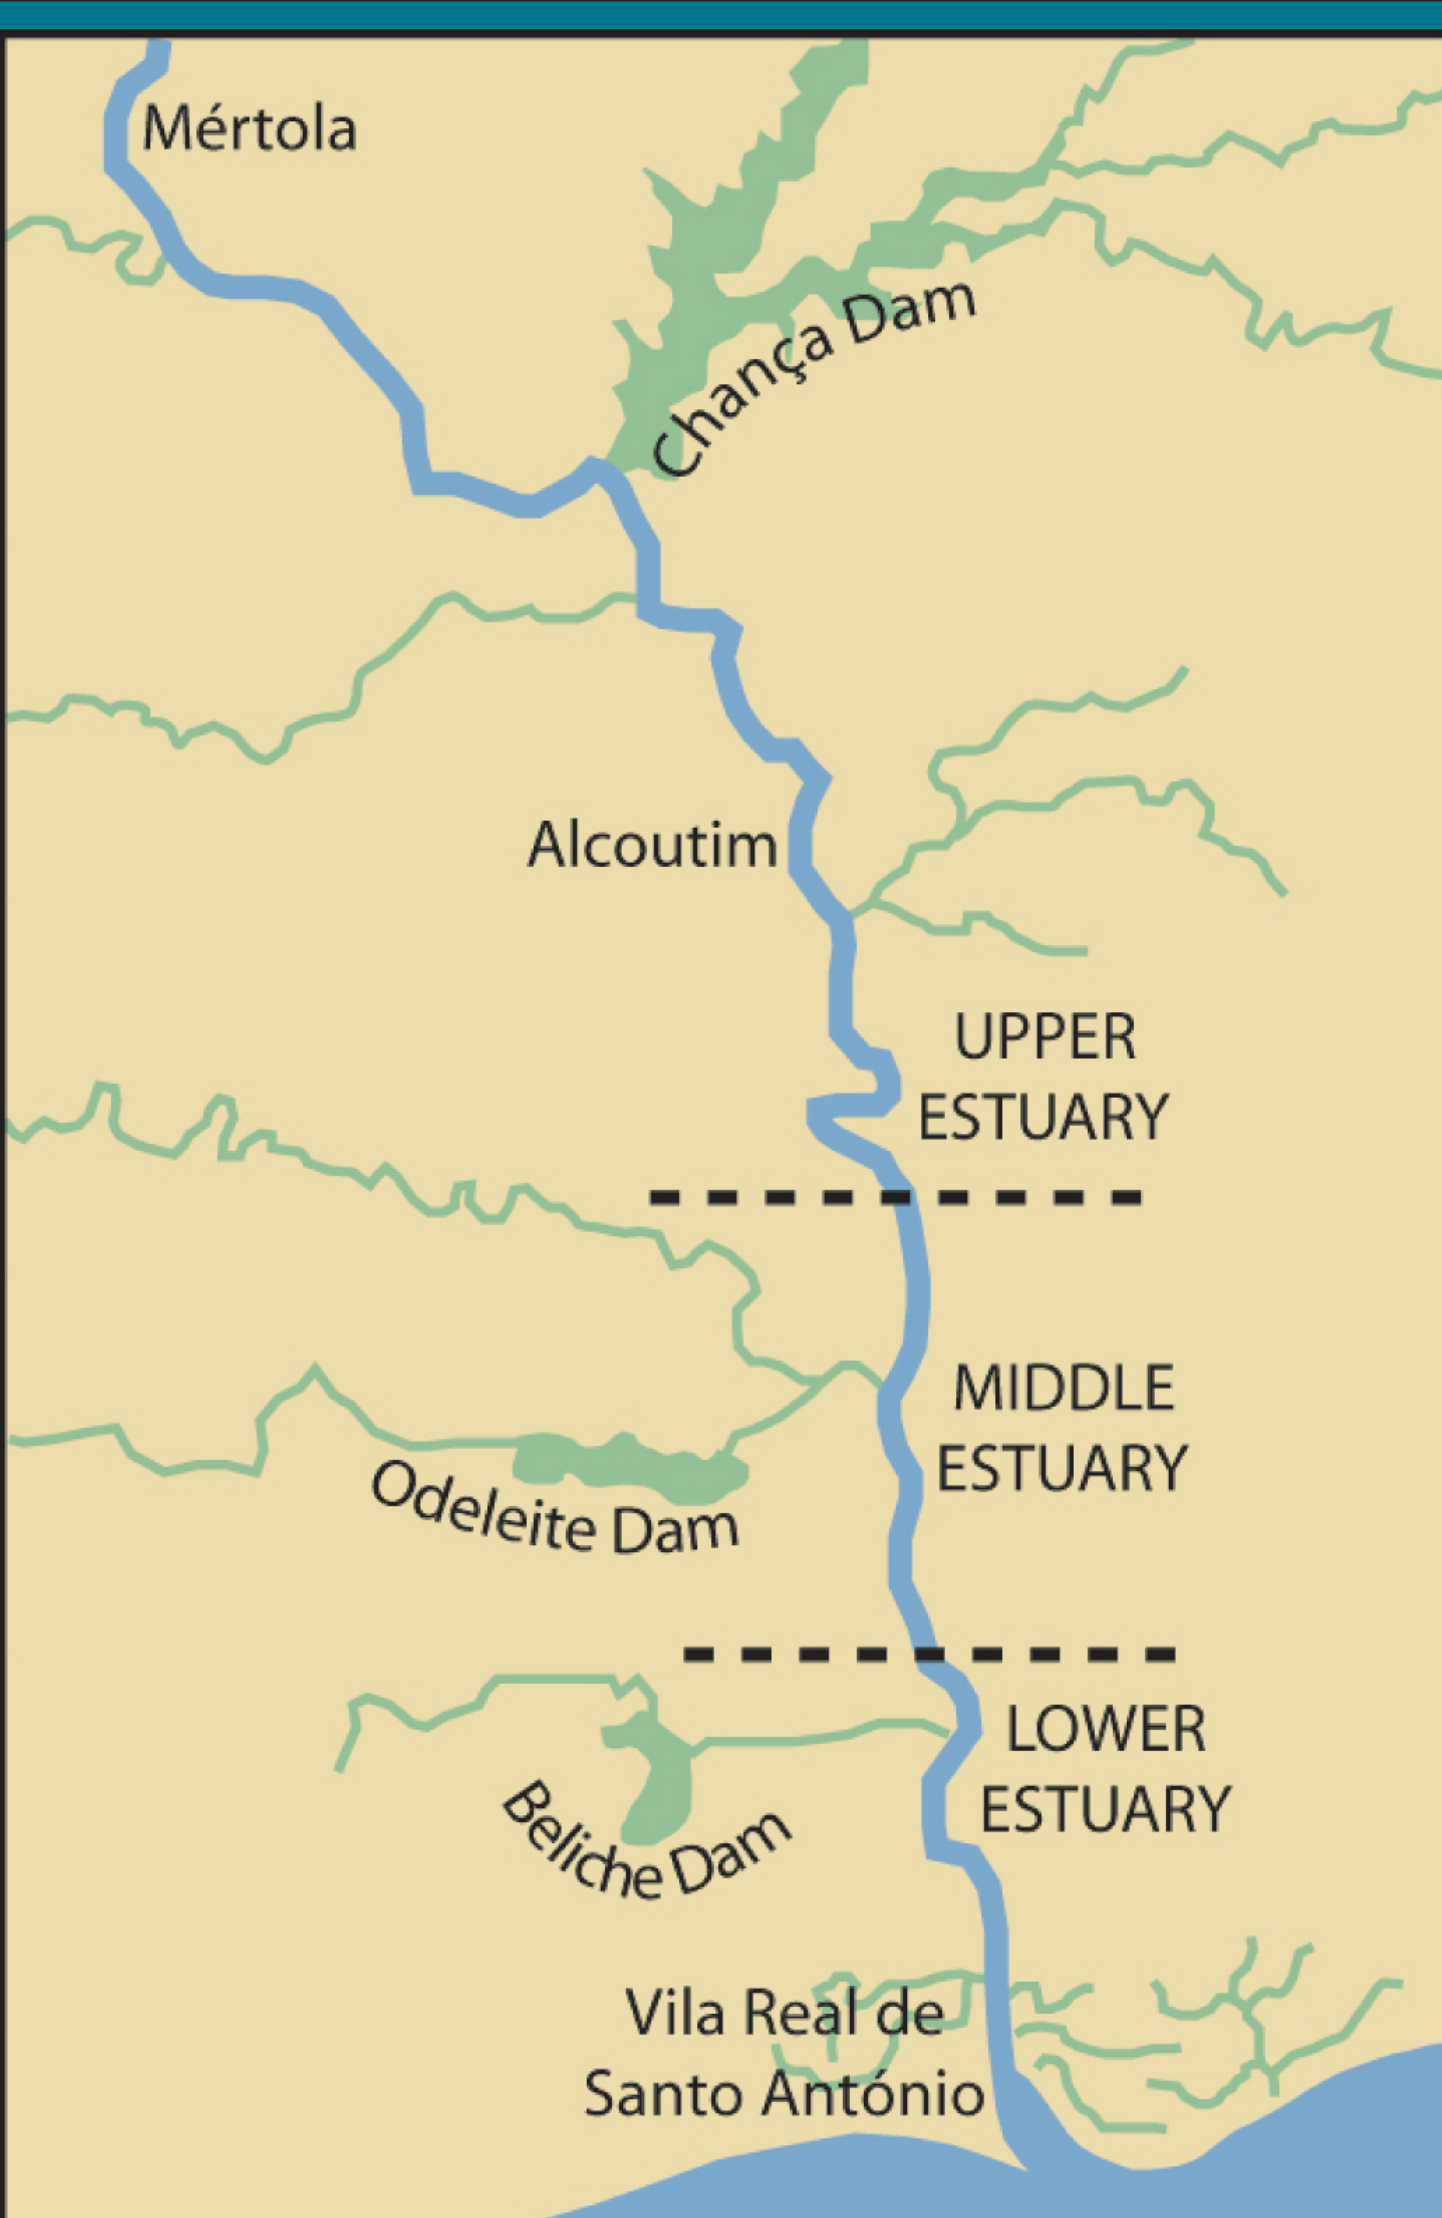 Mértola
Chança Dam
Alcoutim
UPPER
ESTUARY
MIDDLE
ESTUARY
Odeleite Dam
LOWER
ESTUARY
Beliche Dam
Vila Real de
Santo António